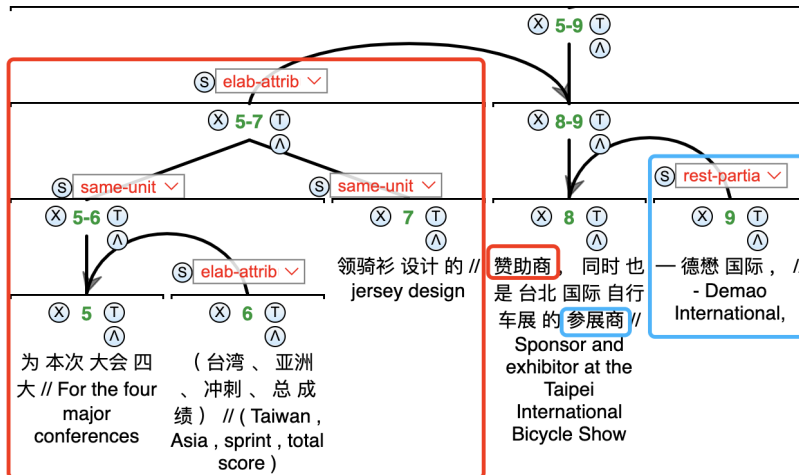 X 5-9 T
Λ
S elab-attrib
X 5-7 T
Λ
X 8-9 T
Λ
S same-unit
S same-unit
S rest-partia
X 5-6 T
Λ
X 7 T
Λ
X 8 T
Λ
X 9 T
Λ
领骑衫 设计 的 //
jersey design
赞助商 , 同时 也
是 台北 国际 自行
车展 的 参展商 //
Sponsor and
exhibitor at the
Taipei
International
Bicycle Show
— 德懋 国际 , //
- Demao
International,
S elab-attrib
X 5 T
Λ
X 6 T
Λ
为 本次 大会 四
大 // For the four
major
conferences
( 台湾 、 亚洲
、 冲刺 、 总 成
绩 ) // ( Taiwan ,
Asia , sprint , total
score )